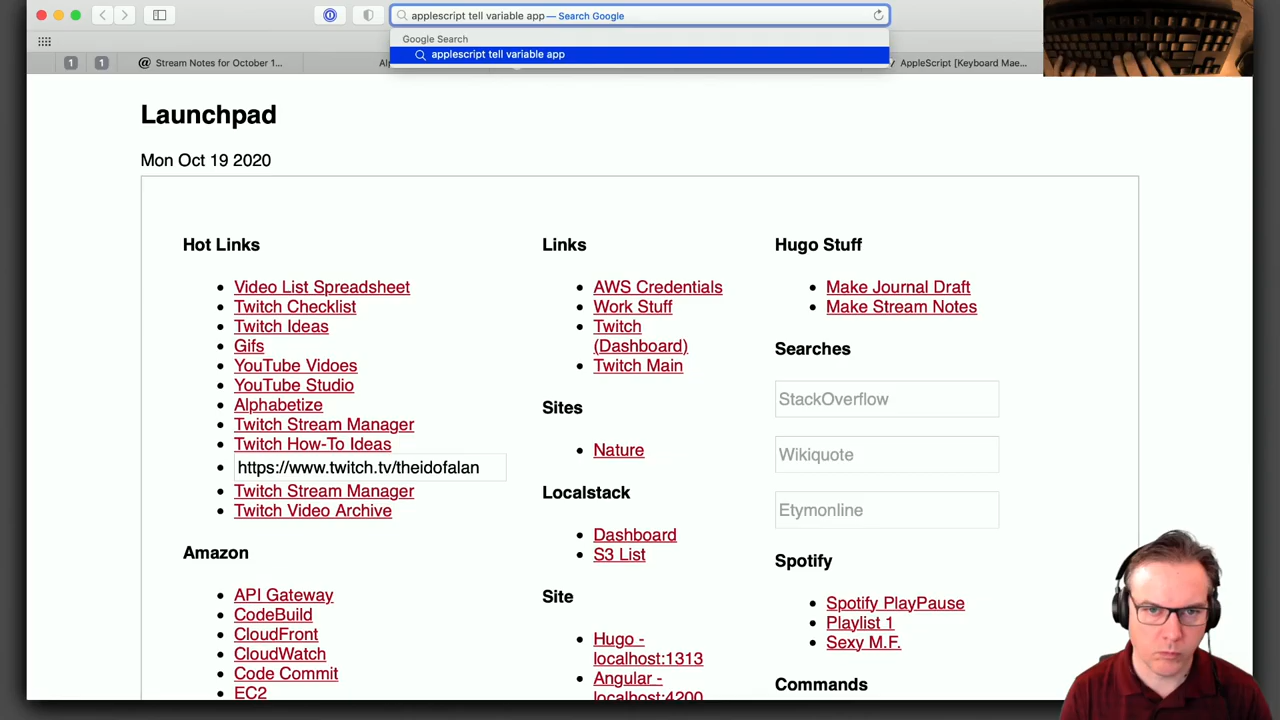 applescript tell variable app — Search Google
Google Search
applescript tell variable app
1
1
@ Stream Notes for October 1...
Al
AppleScript [Keyboard Mae...
Launchpad
Mon Oct 19 2020
Hot Links
Video List Spreadsheet
Twitch Checklist
Twitch Ideas
Gifs
YouTube Vidoes
YouTube Studio
Alphabetize
Twitch Stream Manager
Twitch How-To Ideas
https://www.twitch.tv/theidofalan
Twitch Stream Manager
Twitch Video Archive
Amazon
API Gateway
CodeBuild
CloudFront
CloudWatch
Code Commit
EC2
Links
AWS Credentials
Work Stuff
Twitch
(Dashboard)
Twitch Main
Sites
Nature
Localstack
Dashboard
S3 List
Site
Hugo -
localhost:1313
Angular -
localhost:4200
Hugo Stuff
Make Journal Draft
Make Stream Notes
Searches
StackOverflow
Wikiquote
Etymonline
Spotify
Spotify PlayPause
Playlist 1
Sexy M.F.
Commands